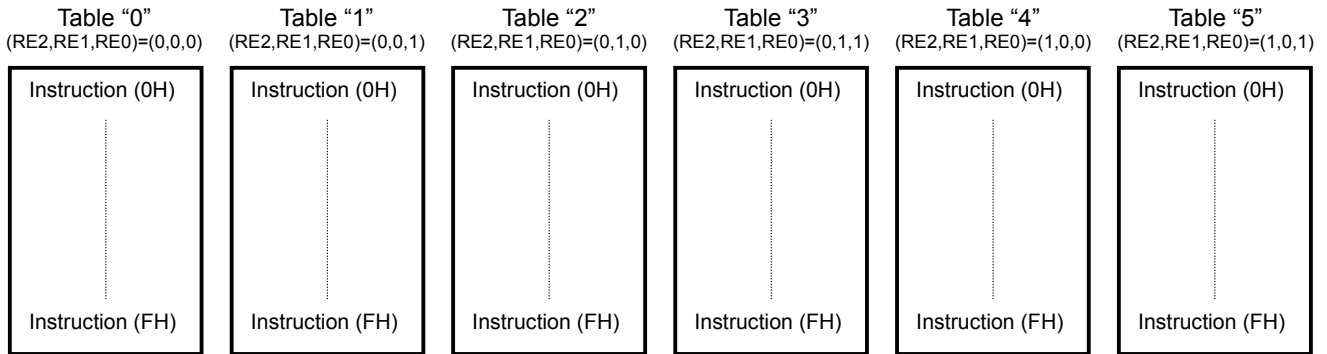 Table “0”
(RE2,RE1,RE0)=(0,0,0)
Instruction (0H)
Instruction (FH)
Table “1”
(RE2,RE1,RE0)=(0,0,1)
Instruction (0H)
Instruction (FH)
Table “2”
(RE2,RE1,RE0)=(0,1,0)
Instruction (0H)
Instruction (FH)
Table “3”
(RE2,RE1,RE0)=(0,1,1)
Instruction (0H)
Instruction (FH)
Table “4”
(RE2,RE1,RE0)=(1,0,0)
Instruction (0H)
Instruction (FH)
Table “5”
(RE2,RE1,RE0)=(1,0,1)
Instruction (0H)
Instruction (FH)